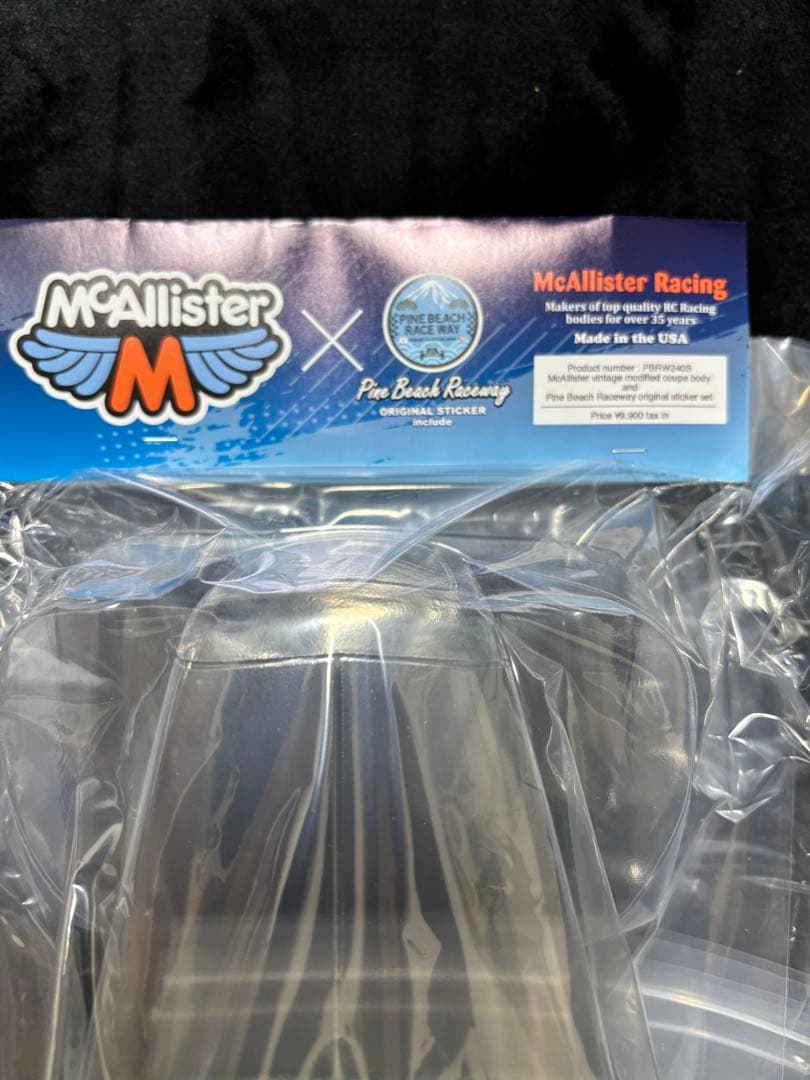 McAllister
M
PINE BEACH
RACE WAY
Pine Beach Raceway
ORIGINAL STICKER
include
McAllister Racing
Makers of top quality RC Racing
bodies for over 35 years
Made in the USA
Product number : PBRW240S
McAllister vintage modified coupe body
and
Pine Beach Raceway original sticker set
Price ¥9,900 tax in